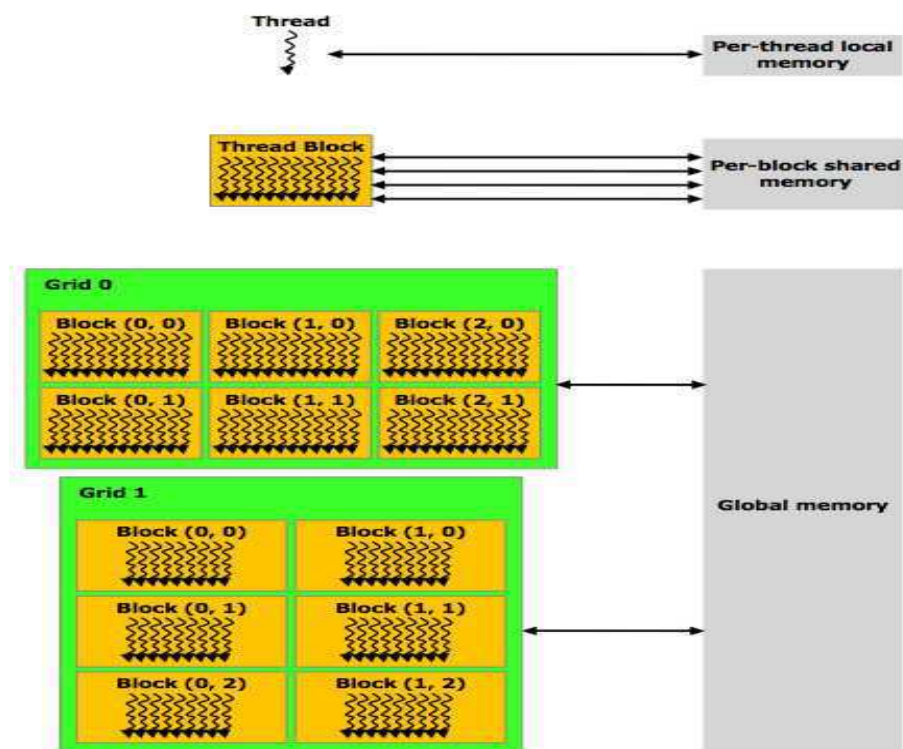 Thread
Per-thread local
memory
Thread Block
Per-block shared
memory
Grid 0
Block (0, 0)
Block (1, 0)
Block (2, 0)
Block (0, 1)
Block (1, 1)
Block (2, 1)
Global memory
Grid 1
Block (0, 0)
Block (1, 0)
Block (0, 1)
Block (1, 1)
Block (0, 2)
Block (1, 2)